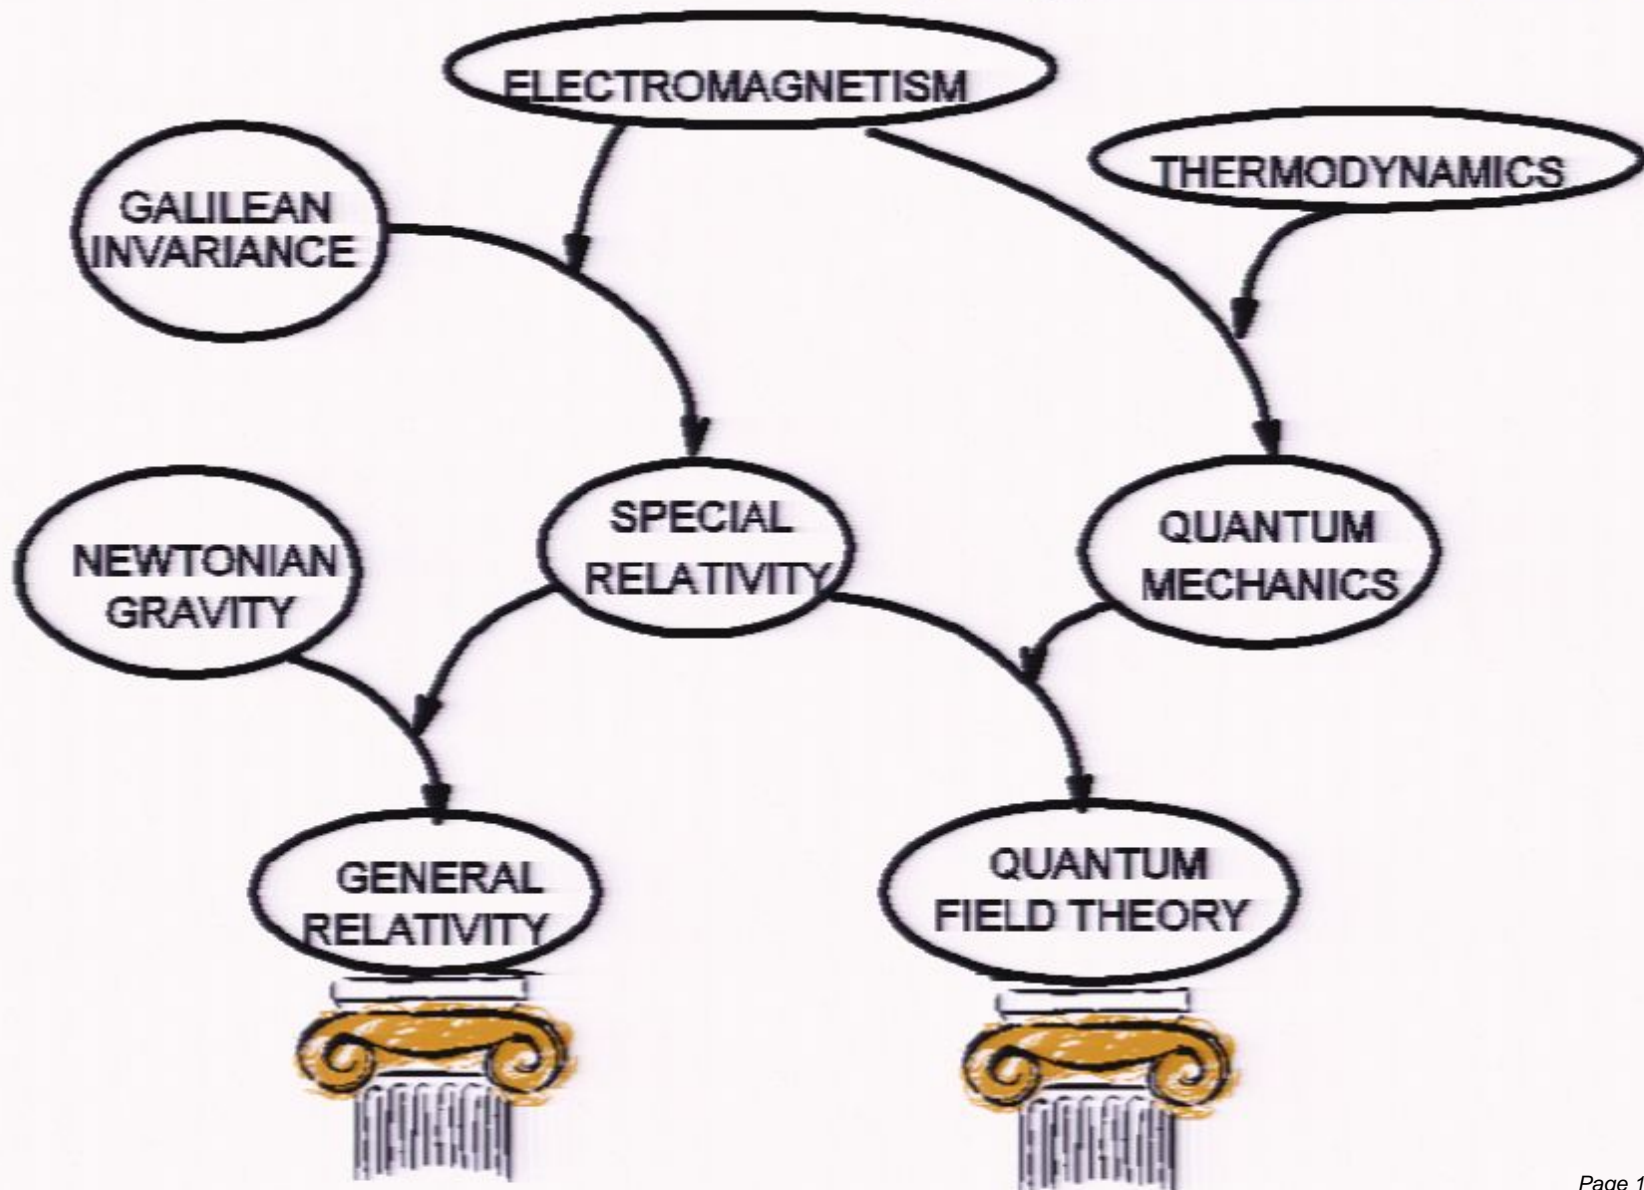 ELECTROMAGNETISM
THERMODYNAMICS
GALILEAN
INVARIANCE
NEWTONIAN
GRAVITY
SPECIAL
RELATIVITY
QUANTUM
MECHANICS
GENERAL
RELATIVITY
QUANTUM
FIELD THEORY
Page 1